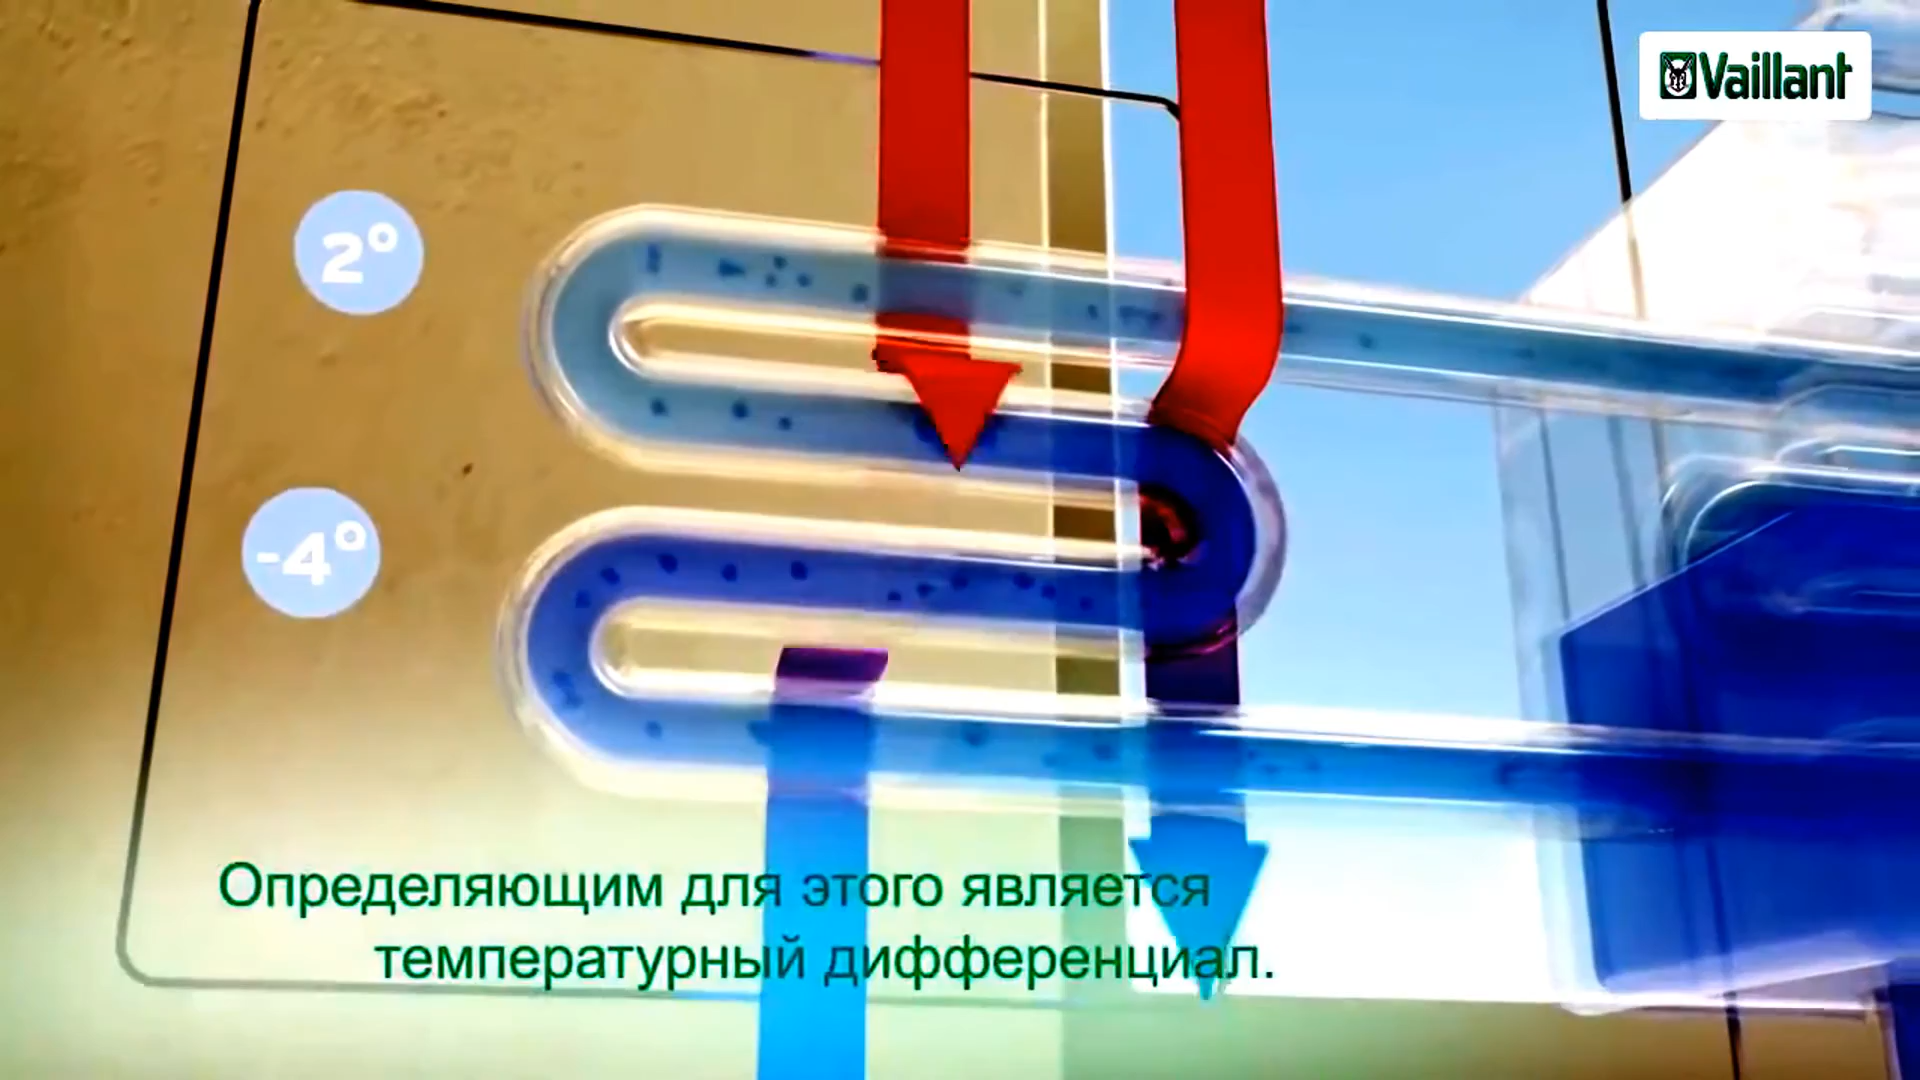 Vaillant
2°
-4°
Определяющим для этого является
температурный дифференциал.